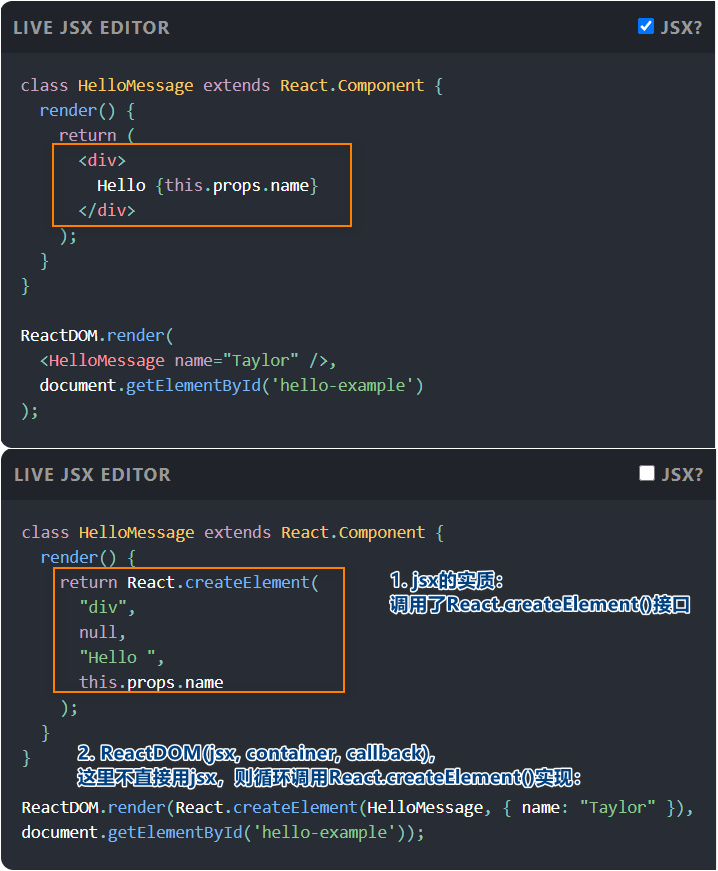 LIVE JSX EDITOR JSX?
class HelloMessage extends React.Component {
  render() {
    return (
      <div>
        Hello {this.props.name}
      </div>
    );
  }
}
ReactDOM.render(
  <HelloMessage name="Taylor" />,
  document.getElementById('hello-example')
);
LIVE JSX EDITOR JSX?
class HelloMessage extends React.Component {
  render() {
    return React.createElement(
      "div",
      null,
      "Hello ",
      this.props.name
    );
  }
}
1. jsx的实质：
调用了React.createElement()接口
2. ReactDOM(jsx, container, callback),
这里不直接用jsx，则循环调用React.createElement()实现：
ReactDOM.render(React.createElement(HelloMessage, { name: "Taylor" }),
document.getElementById('hello-example'));